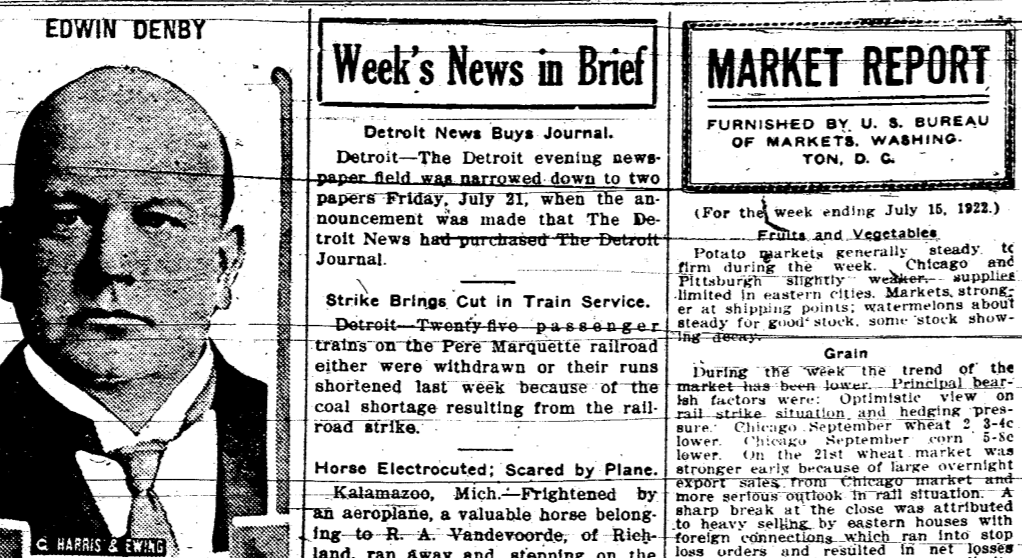 EDWIN DENBY
C. HARRIS & EWING
Week's News in Brief
Detroit News Buys Journal.
Detroit—The Detroit evening news-
paper field was narrowed down to two
papers Friday, July 21, when the an-
nouncement was made that The De-
troit News had purchased The Detroit
Journal.
Strike Brings Cut in Train Service.
Detroit—Twenty-five passenger
trains on the Pere Marquette railroad
either were withdrawn or their runs
shortened last week because of the
coal shortage resulting from the rail-
road strike.
Horse Electrocuted; Scared by Plane.
Kalamazoo, Mich.—Frightened by
an aeroplane, a valuable horse belong-
ing to R. A. Vandevoorde, of Rich-
land, ran away and stepping on the
MARKET REPORT
FURNISHED BY U. S. BUREAU
OF MARKETS, WASHING-
TON, D. C.
(For the week ending July 15, 1922.)
Fruits and Vegetables
Potato markets generally steady to
firm during the week. Chicago and
Pittsburgh slightly weaker, supplies
limited in eastern cities. Markets strong-
er at shipping points; watermelons about
steady for good stock, some stock show-
ing decay.
Grain
During the week the trend of the
market has been lower. Principal bear-
ish factors were: Optimistic view on
rail strike situation and hedging pres-
sure. Chicago September wheat 2 3-4c
lower. Chicago September corn 5-8c
lower. On the 21st wheat market was
stronger early because of large overnight
export sales from Chicago market and
more serious outlook in rail situation. A
sharp break at the close was attributed
to heavy selling by eastern houses with
foreign connections which ran into stop
loss orders and resulted in net losses